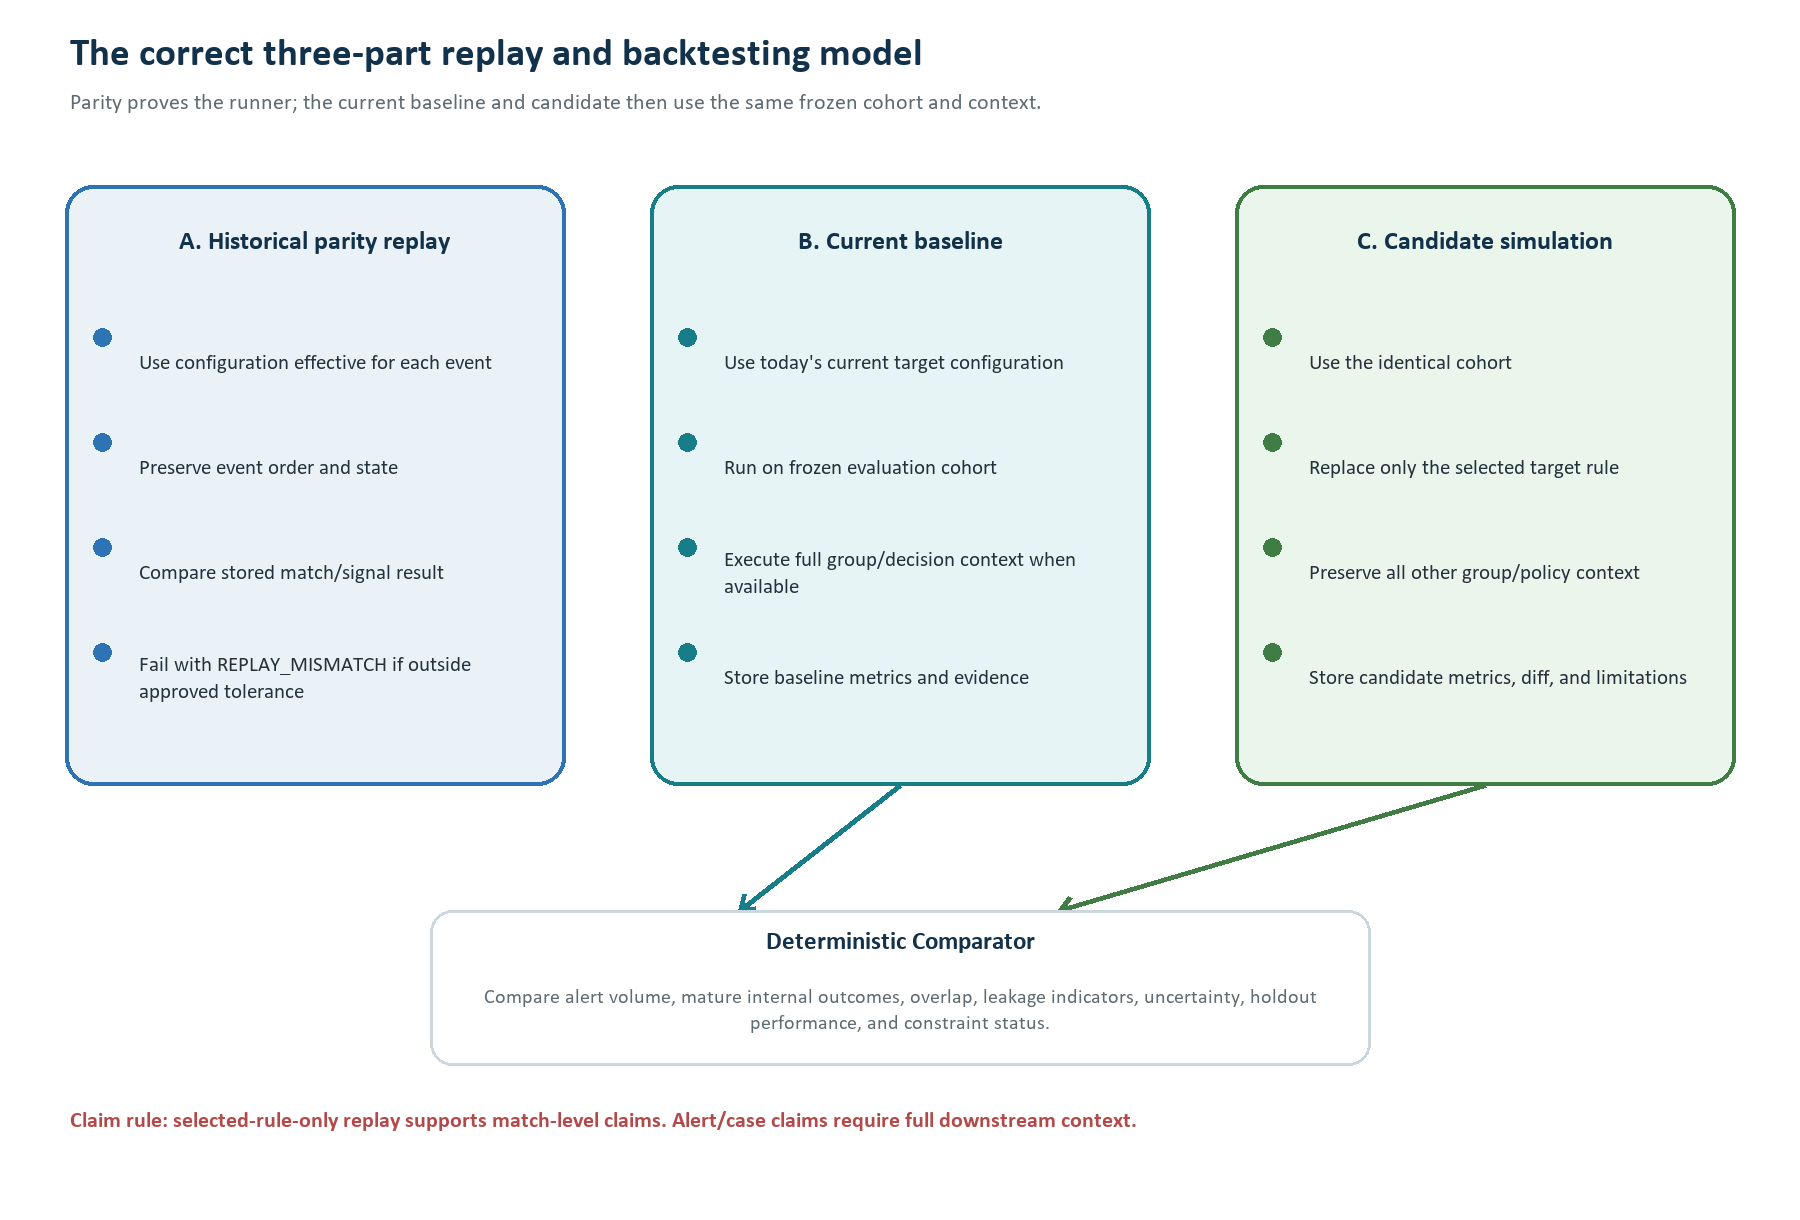 The correct three-part replay and backtesting model
Parity proves the runner; the current baseline and candidate then use the same frozen cohort and context.
A. Historical parity replay
Use configuration effective for each event
Preserve event order and state
Compare stored match/signal result
Fail with REPLAY_MISMATCH if outside
approved tolerance
B. Current baseline
Use today's current target configuration
Run on frozen evaluation cohort
Execute full group/decision context when
available
Store baseline metrics and evidence
C. Candidate simulation
Use the identical cohort
Replace only the selected target rule
Preserve all other group/policy context
Store candidate metrics, diff, and limitations
Deterministic Comparator
Compare alert volume, mature internal outcomes, overlap, leakage indicators, uncertainty, holdout
performance, and constraint status.
Claim rule: selected-rule-only replay supports match-level claims. Alert/case claims require full downstream context.